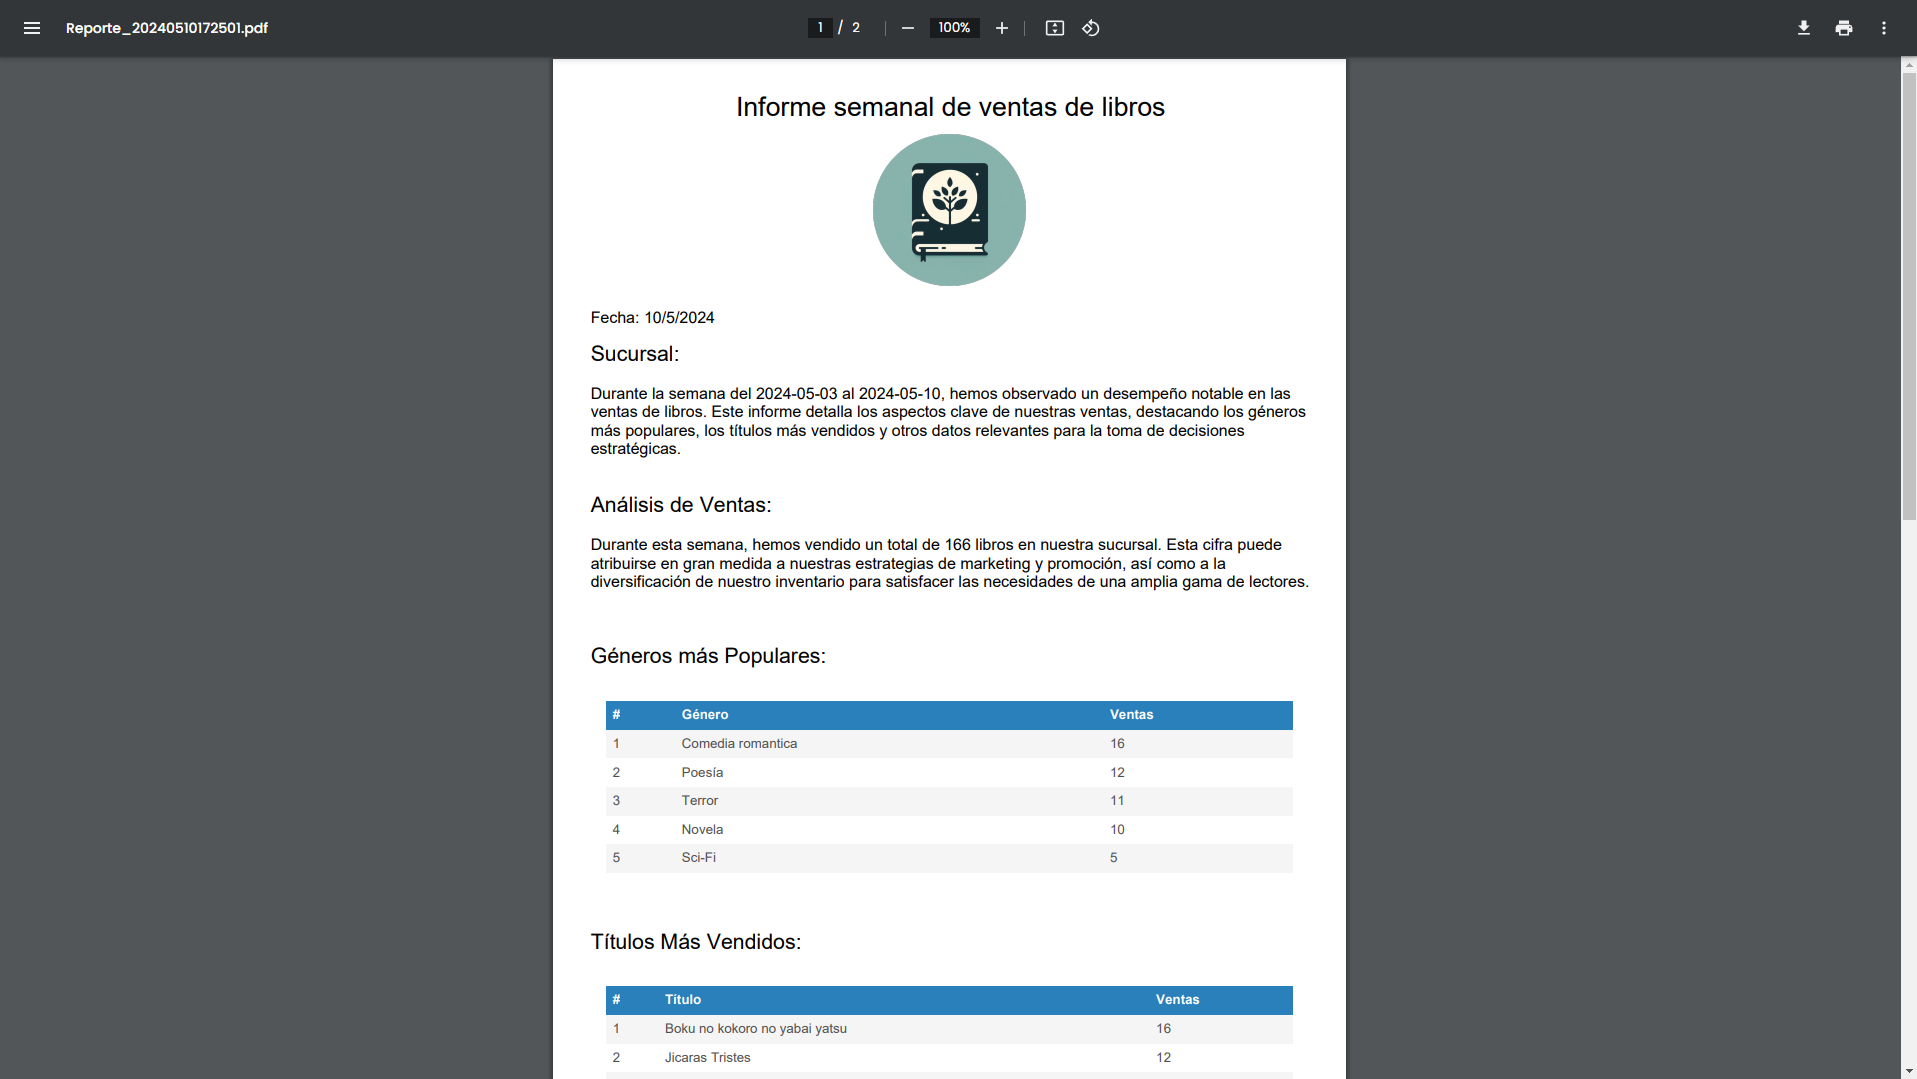 Reporte_20240510172501.pdf
1 / 2
100%
Informe semanal de ventas de libros
Fecha: 10/5/2024
Sucursal:
Durante la semana del 2024-05-03 al 2024-05-10, hemos observado un desempeño notable en las
ventas de libros. Este informe detalla los aspectos clave de nuestras ventas, destacando los géneros
más populares, los títulos más vendidos y otros datos relevantes para la toma de decisiones
estratégicas.
Análisis de Ventas:
Durante esta semana, hemos vendido un total de 166 libros en nuestra sucursal. Esta cifra puede
atribuirse en gran medida a nuestras estrategias de marketing y promoción, así como a la
diversificación de nuestro inventario para satisfacer las necesidades de una amplia gama de lectores.
Géneros más Populares:
# Género Ventas
1 Comedia romantica 16
2 Poesía 12
3 Terror 11
4 Novela 10
5 Sci-Fi 5
Títulos Más Vendidos:
# Título Ventas
1 Boku no kokoro no yabai yatsu 16
2 Jicaras Tristes 12